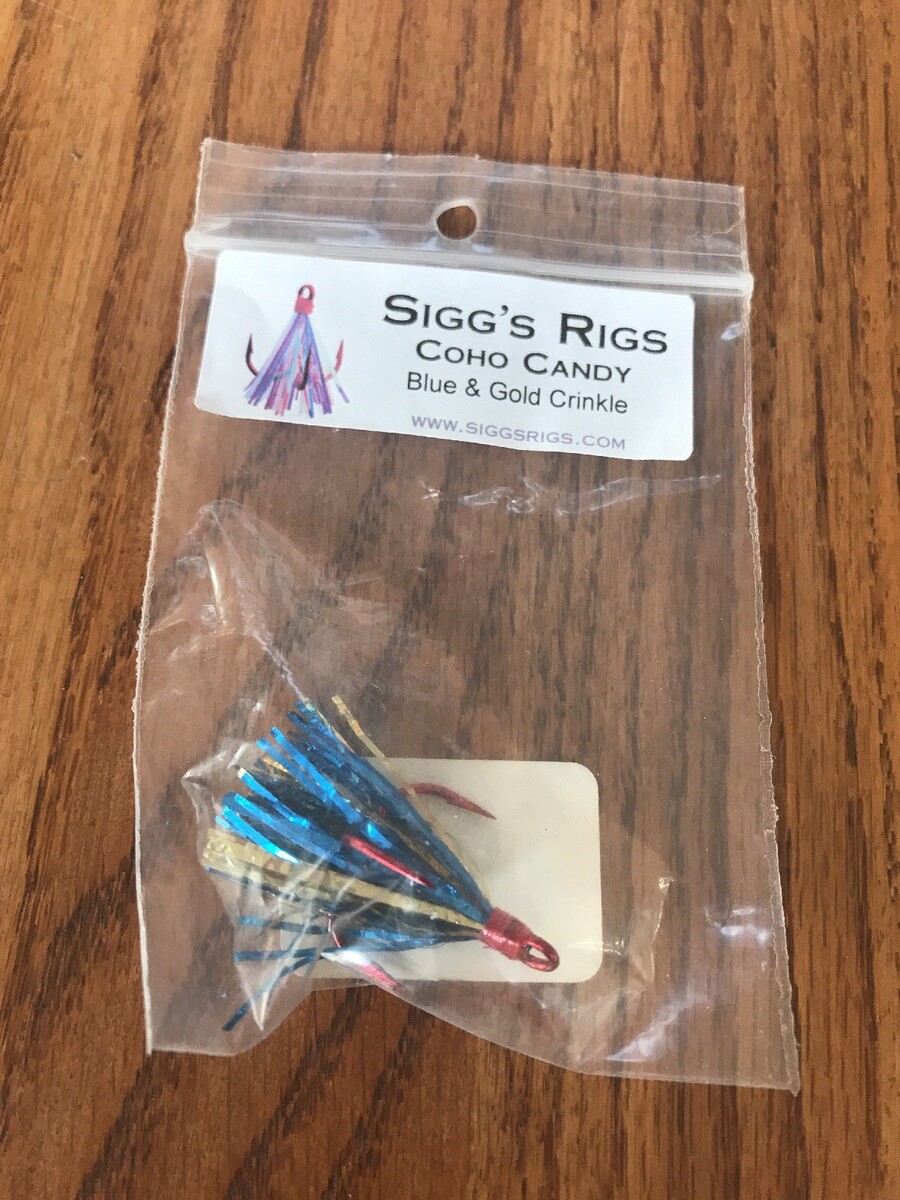 SIGG'S RIGS
COHO CANDY
Blue & Gold Crinkle
WWW.SIGGSRIGS.COM